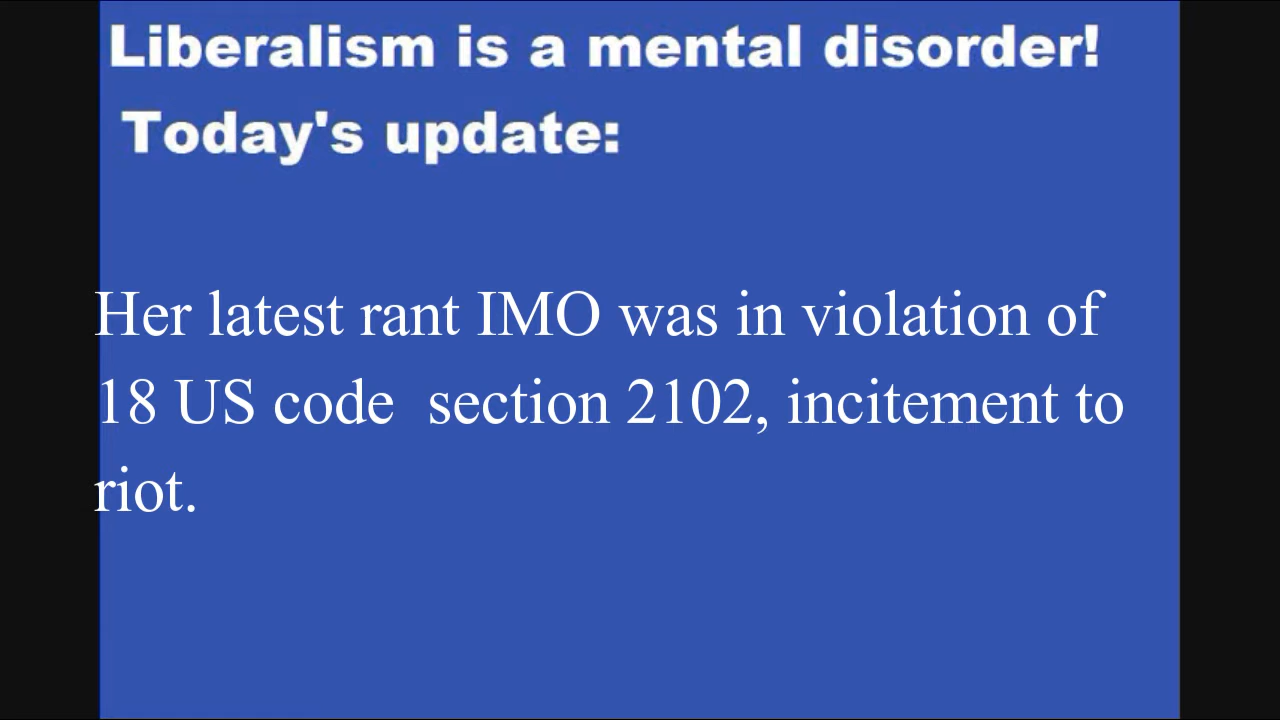 Liberalism is a mental disorder!
Today's update:
Her latest rant IMO was in violation of
18 US code  section 2102, incitement to
riot.